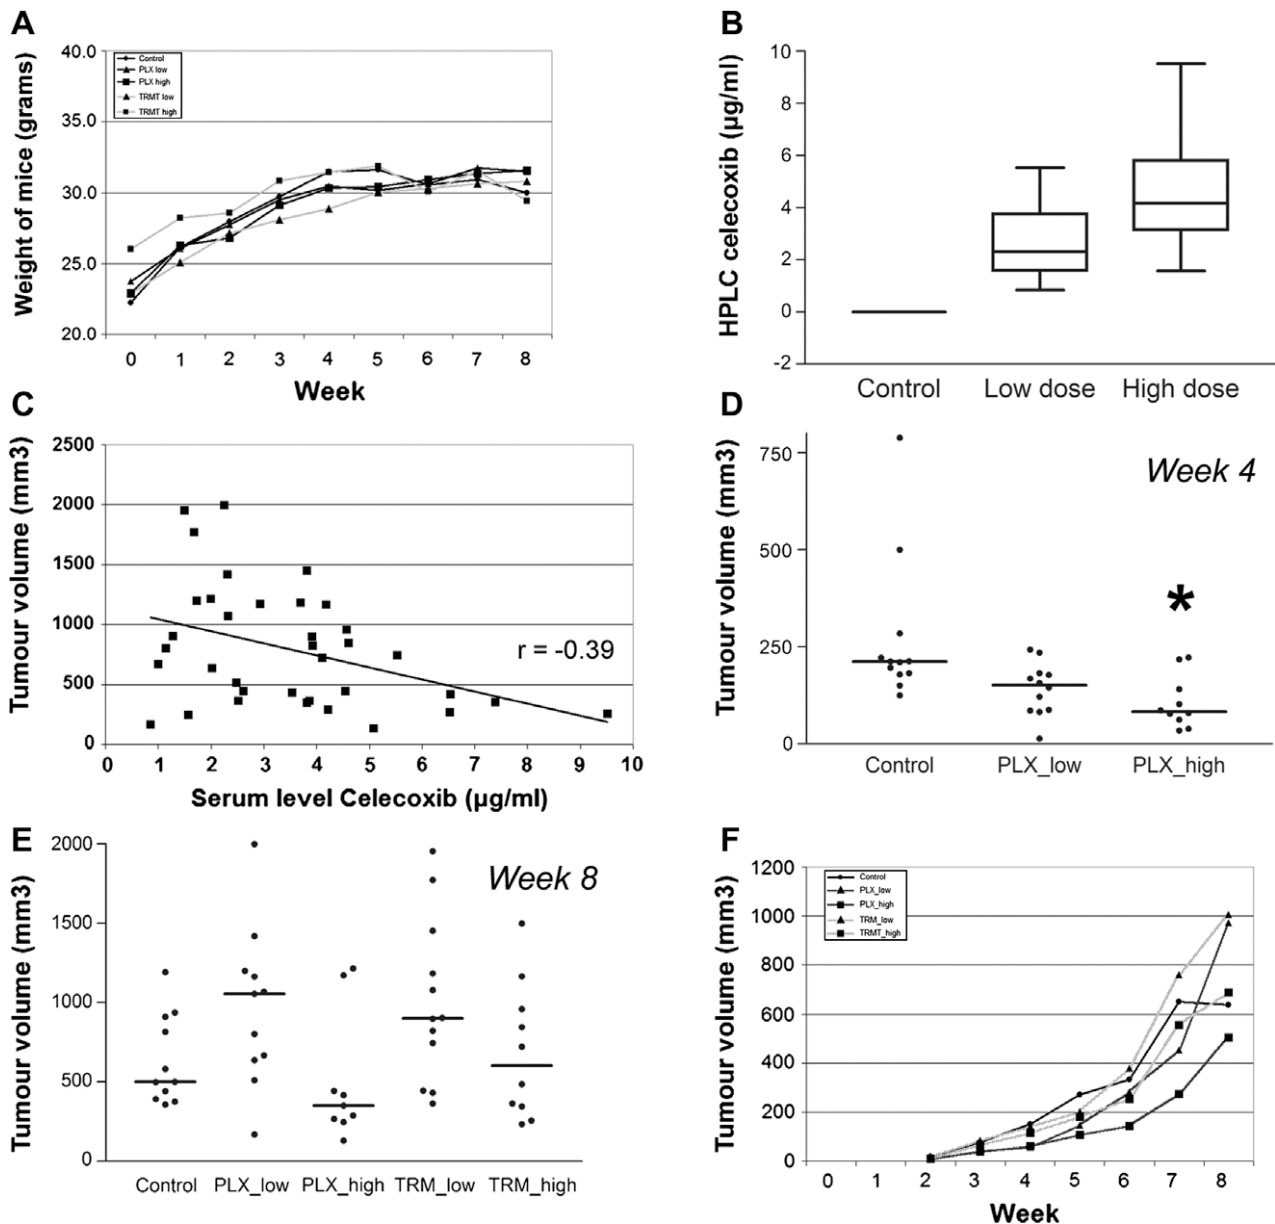 A
Weight of mice (grams)
40.0
35.0
30.0
25.0
20.0
Control
PLX low
PLX high
TRMT low
TRMT high
0 1 2 3 4 5 6 7 8
Week
B
HPLC celecoxib (µg/ml)
10
8
6
4
2
0
-2
Control Low dose High dose
C
Tumour volume (mm3)
2500
2000
1500
1000
500
0
r = -0.39
0 1 2 3 4 5 6 7 8 9 10
Serum level Celecoxib (µg/ml)
D
Tumour volume (mm3)
750
500
250
0
Week 4
*
Control PLX_low PLX_high
E
Tumour volume (mm3)
2000
1500
1000
500
0
Week 8
Control PLX_low PLX_high TRM_low TRM_high
F
Tumour volume (mm3)
1200
1000
800
600
400
200
0
Control
PLX_low
PLX_high
TRM_low
TRMT_high
0 1 2 3 4 5 6 7 8
Week